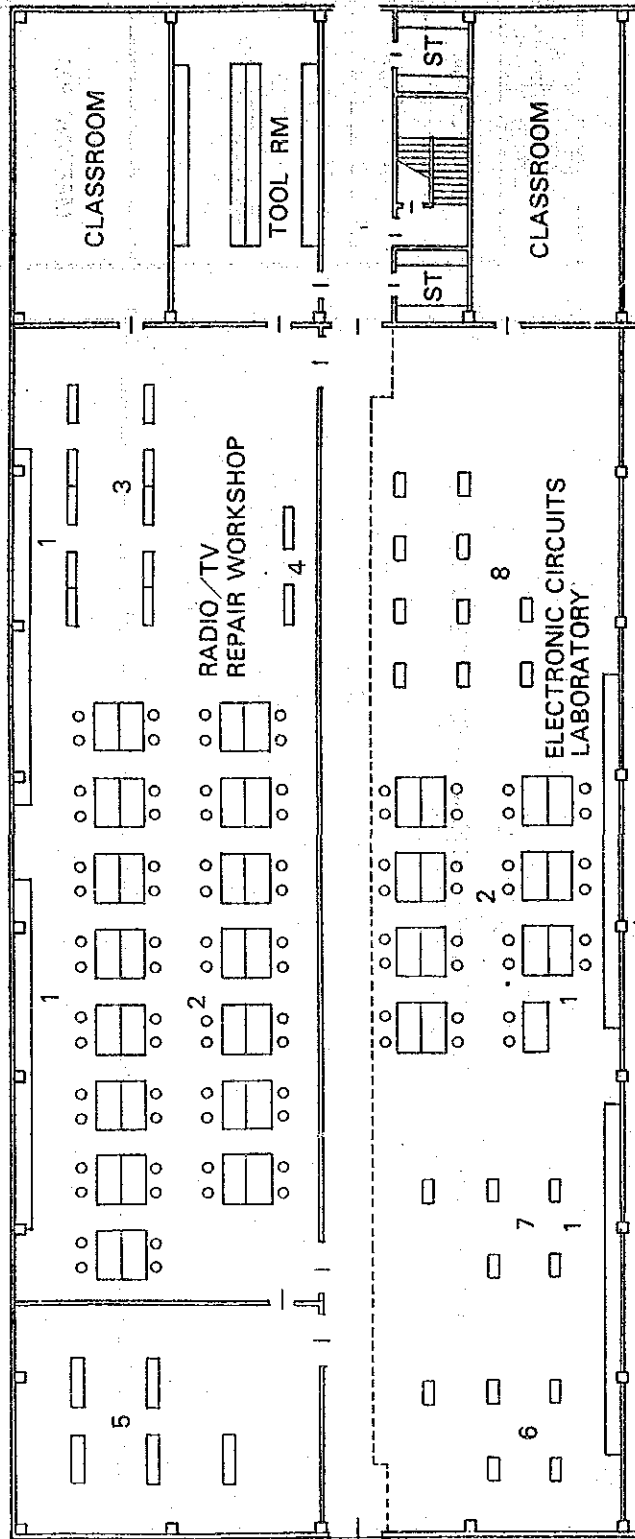 1
1
CLASSROOM
5
3
2
RADIO/TV
REPAIR WORKSHOP
TOOL RM
4
ST
ST
2
8
6
7
CLASSROOM
ELECTRONIC CIRCUITS
LABORATORY
1
1